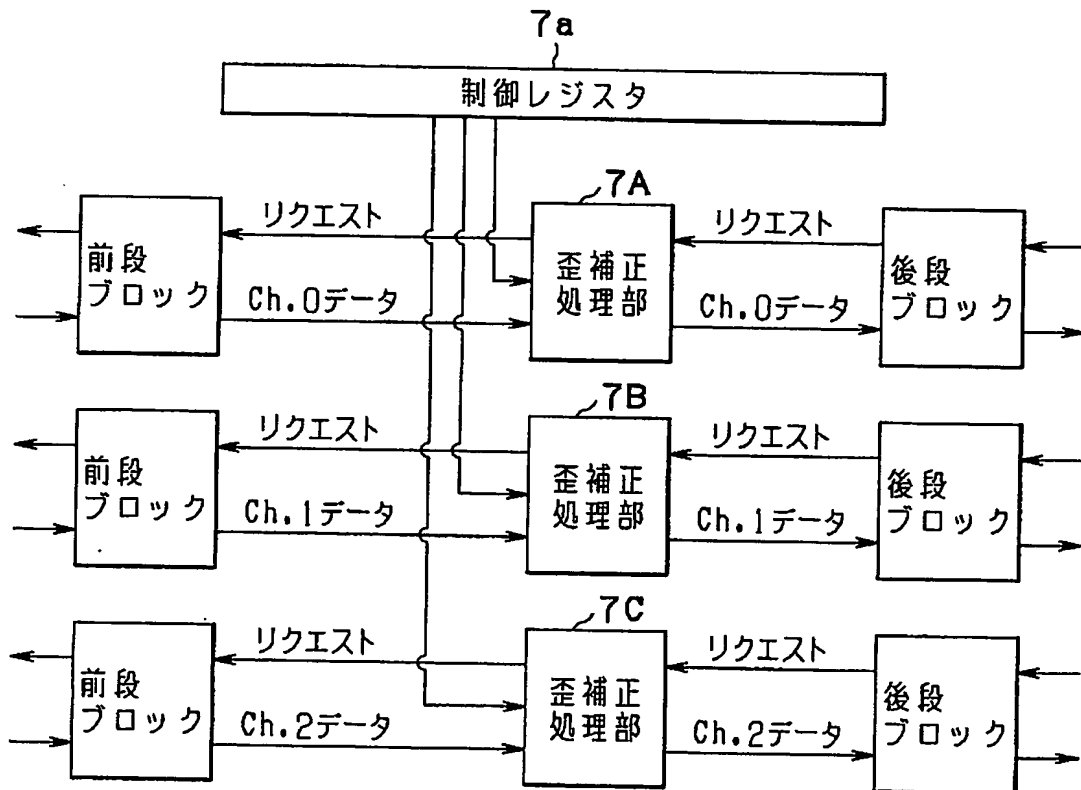 7a
制御レジスタ
7A
リクエスト
リクエスト
前段
ブロック
歪補正
処理部
後段
ブロック
Ch.0データ
Ch.0データ
7B
リクエスト
リクエスト
前段
ブロック
歪補正
処理部
後段
ブロック
Ch.1データ
Ch.1データ
7C
リクエスト
リクエスト
前段
ブロック
歪補正
処理部
後段
ブロック
Ch.2データ
Ch.2データ